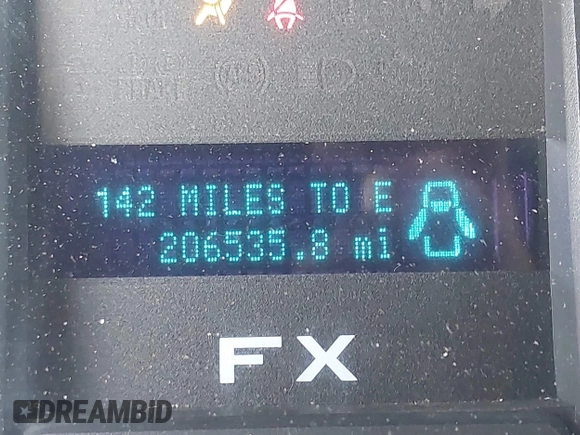 142 MILES TO E
206535.8 mi
FX
DREAMBID